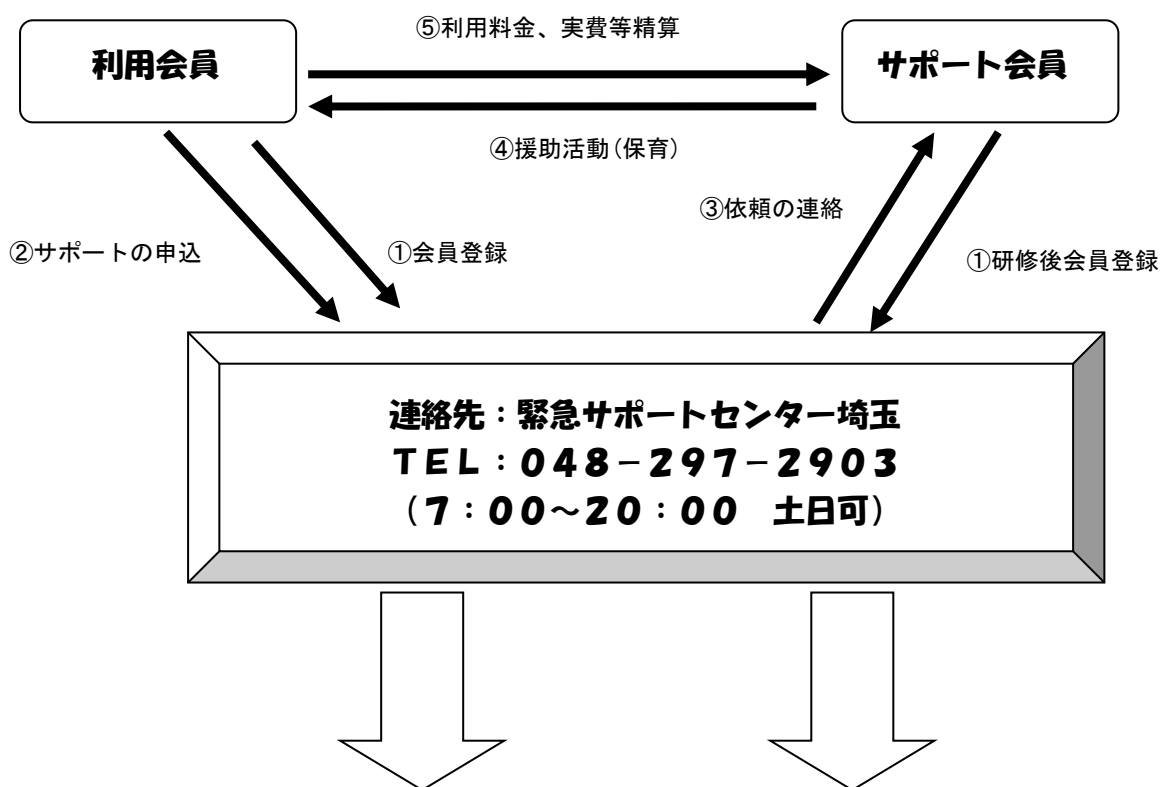 ⑤利用料金、実費等精算
利用会員
サポート会員
④援助活動(保育)
③依頼の連絡
②サポートの申込
①会員登録
①研修後会員登録
連絡先：緊急サポートセンター埼玉
ＴＥＬ：０４８－２９７－２９０３
（７：００～２０：００　土日可）